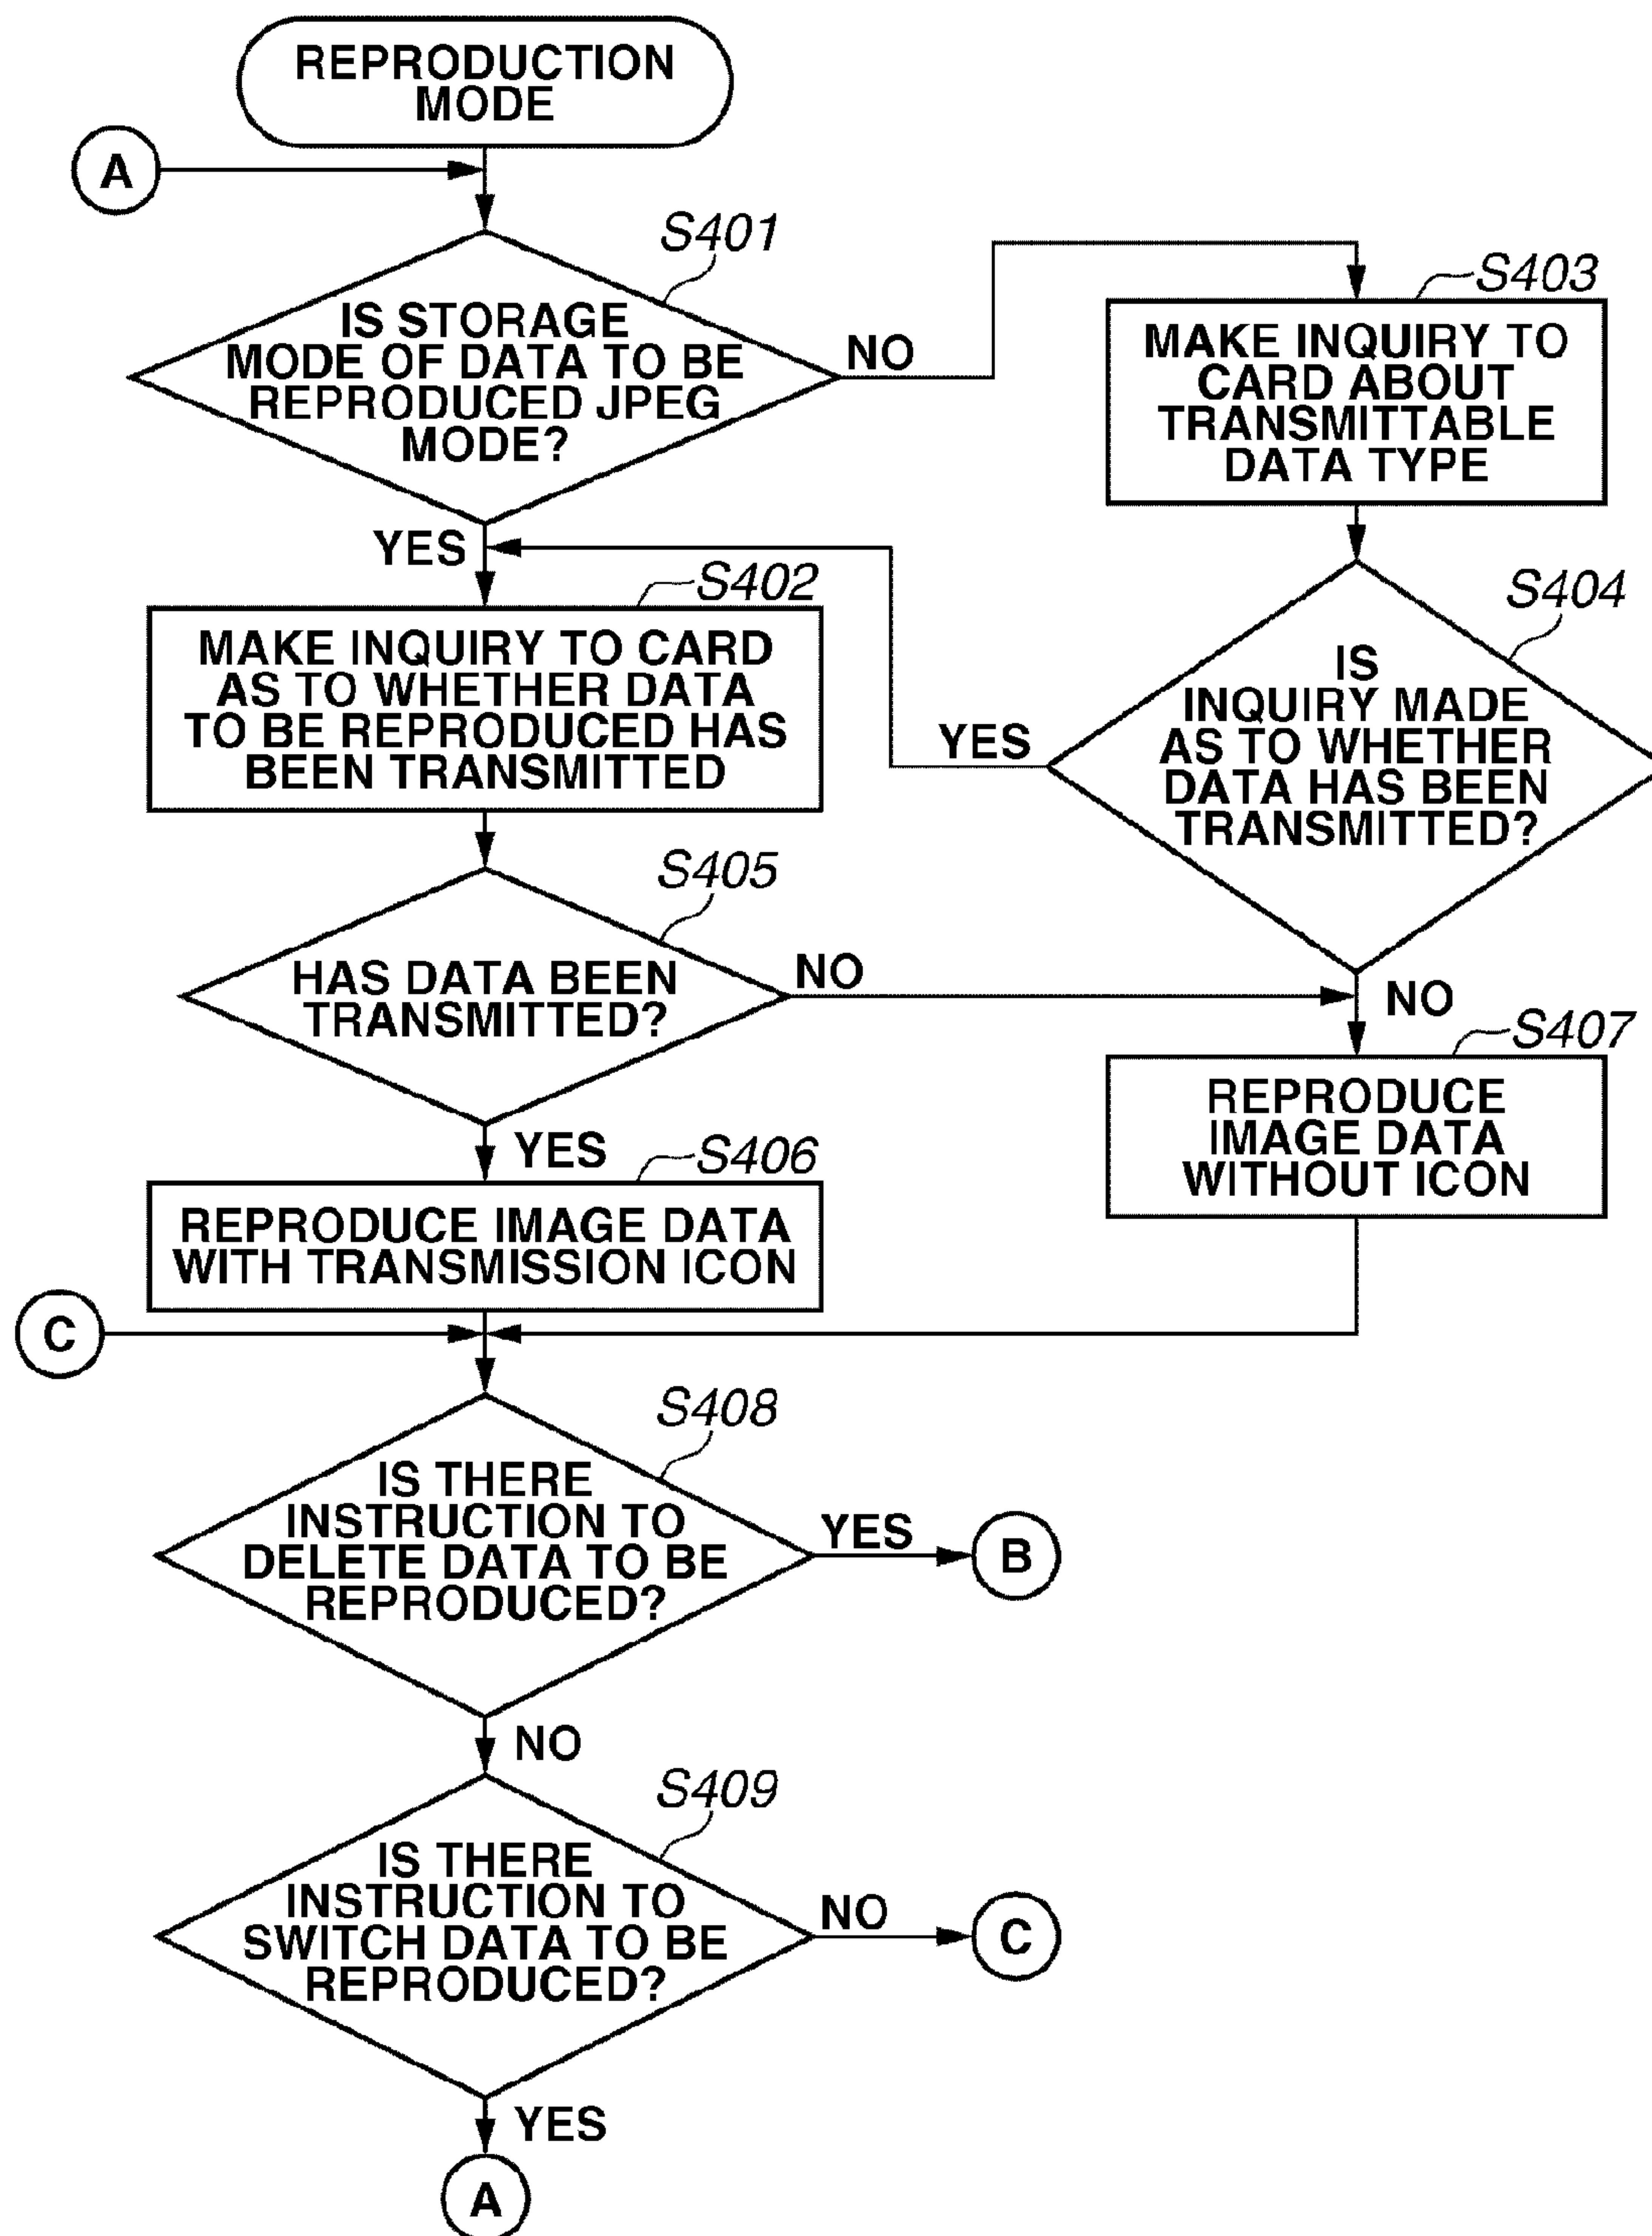 REPRODUCTION
MODE
A
S401
IS STORAGE
MODE OF DATA TO BE
REPRODUCED JPEG
MODE?
NO
YES
S403
MAKE INQUIRY TO
CARD ABOUT
TRANSMITTABLE
DATA TYPE
S402
MAKE INQUIRY TO CARD
AS TO WHETHER DATA
TO BE REPRODUCED HAS
BEEN TRANSMITTED
S404
IS
INQUIRY MADE
AS TO WHETHER
DATA HAS BEEN
TRANSMITTED?
YES
NO
S405
HAS DATA BEEN
TRANSMITTED?
NO
YES
S407
REPRODUCE
IMAGE DATA
WITHOUT ICON
S406
REPRODUCE IMAGE DATA
WITH TRANSMISSION ICON
C
S408
IS THERE
INSTRUCTION TO
DELETE DATA TO BE
REPRODUCED?
YES
B
NO
S409
IS THERE
INSTRUCTION TO
SWITCH DATA TO BE
REPRODUCED?
NO
C
YES
A